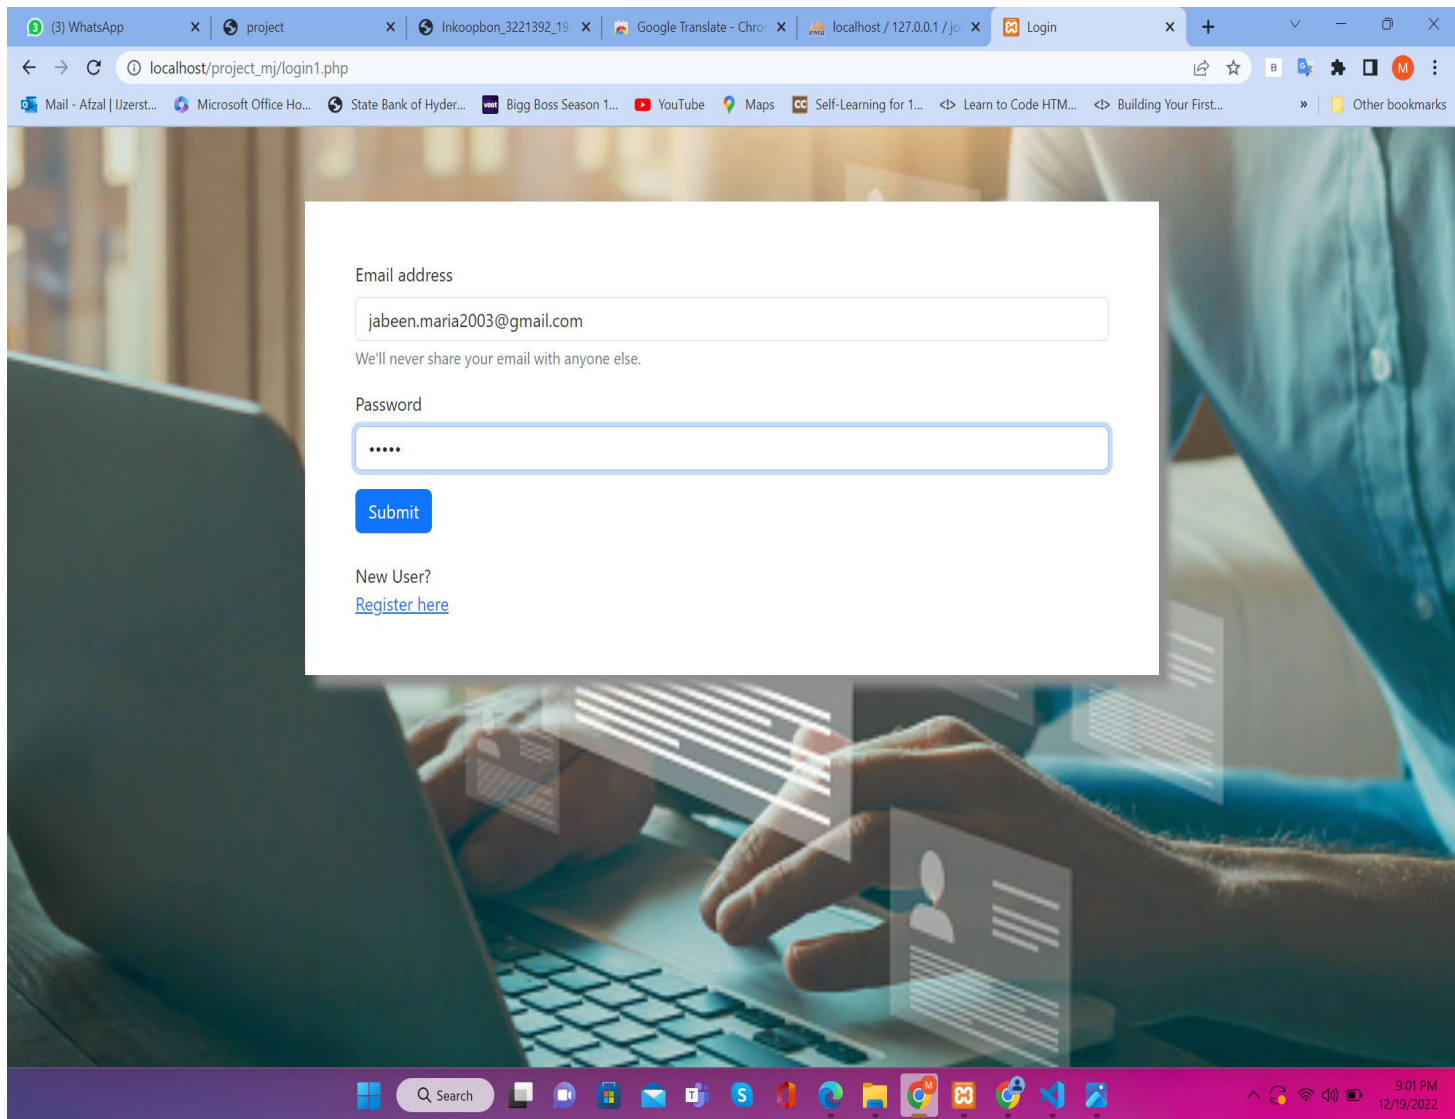 (3) WhatsApp
project
Inkoopbon_3221392_19
Google Translate - Chror
localhost / 127.0.0.1 / joi
Login
localhost/project_mj/login1.php
M
Mail - Afzal | IJzerst...
Microsoft Office Ho...
State Bank of Hyder...
Bigg Boss Season 1...
YouTube
Maps
Self-Learning for 1...
Learn to Code HTM...
Building Your First...
»
Other bookmarks
Email address
jabeen.maria2003@gmail.com
We'll never share your email with anyone else.
Password
•••••
Submit
New User?
Register here
Search
9:01 PM
12/19/2022